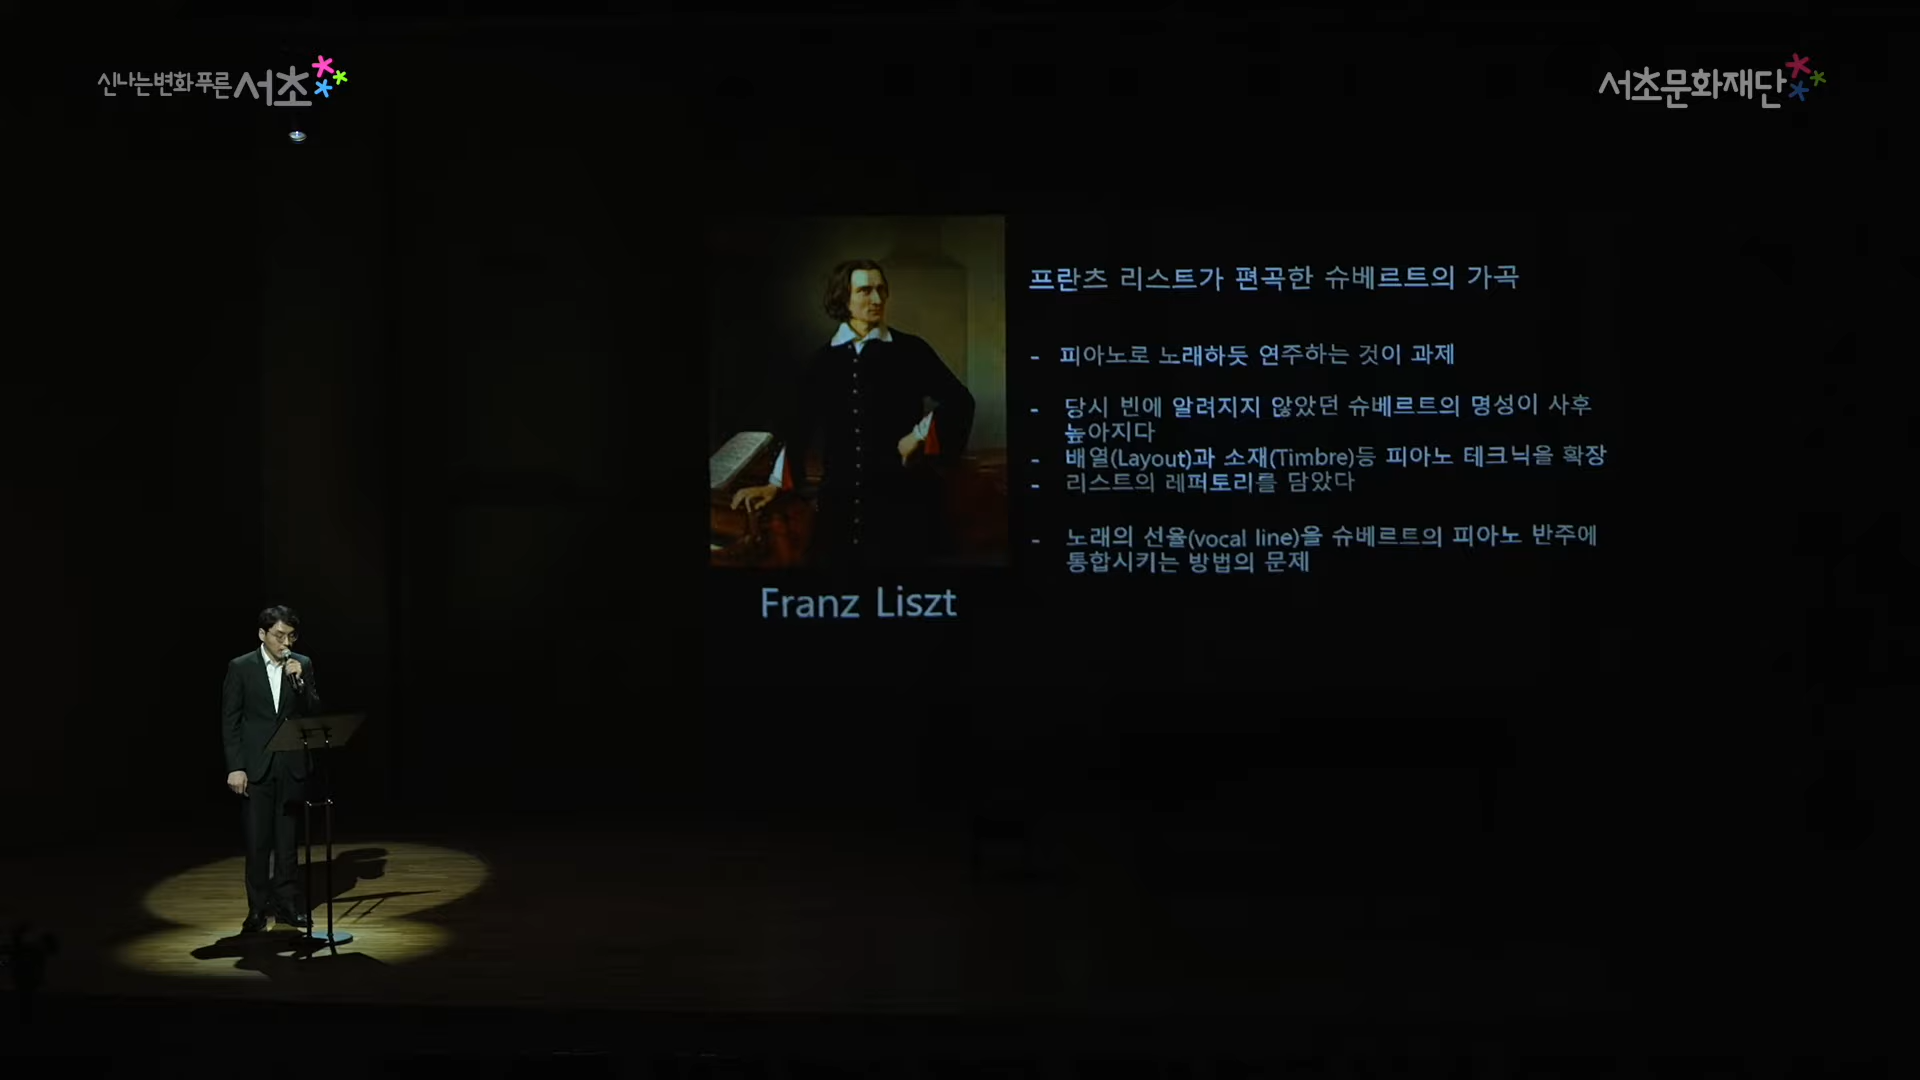 신나는변화 푸른 서초
서초문화재단
프란츠 리스트가 편곡한 슈베르트의 가곡
- 피아노로 노래하듯 연주하는 것이 과제
- 당시 빈에 알려지지 않았던 슈베르트의 명성이 사후
높아지다
- 배열(Layout)과 소재(Timbre)등 피아노 테크닉을 확장
- 리스트의 레퍼토리를 담았다
- 노래의 선율(vocal line)을 슈베르트의 피아노 반주에
통합시키는 방법의 문제
Franz Liszt